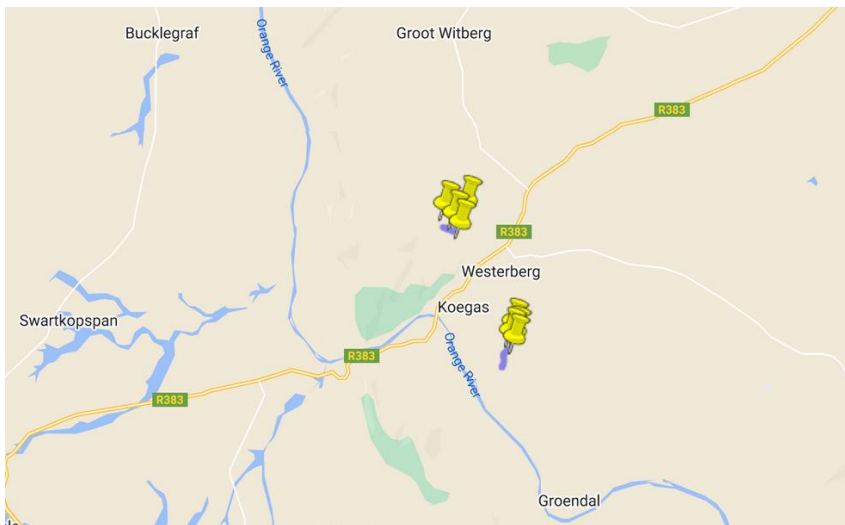 Bucklegraf
Groot Witberg
Orange River
R383
R383
Westerberg
Koegas
Swartkopspan
R383
Orange River
R383
Groendal